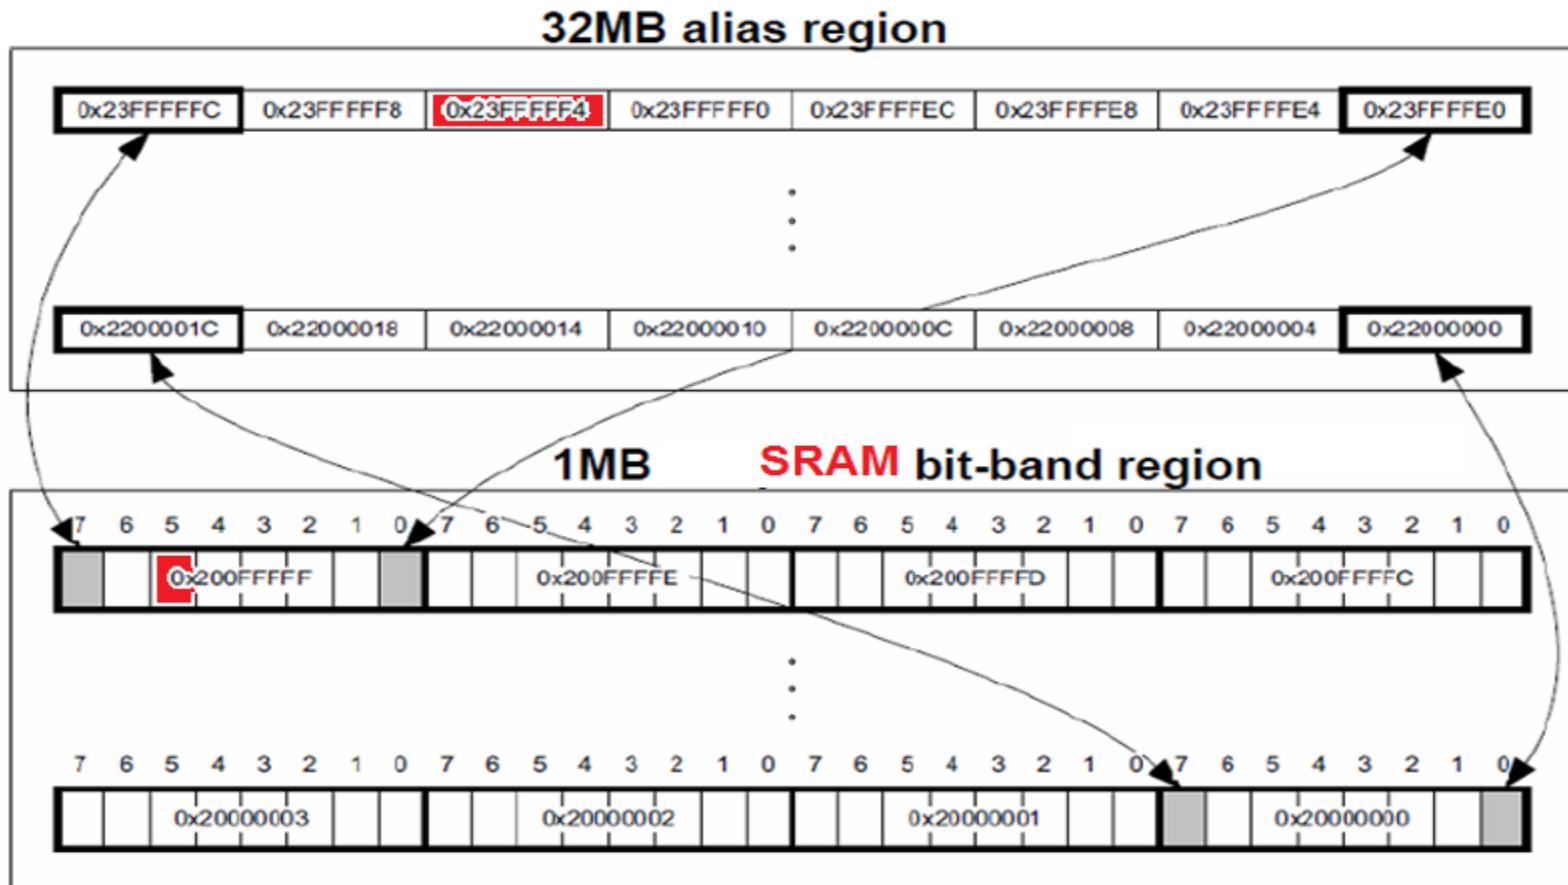 32MB alias region
0x23FFFFFC 0x23FFFFF8 0x23FFFFF4 0x23FFFFF0 0x23FFFFEC 0x23FFFFE8 0x23FFFFE4 0x23FFFFE0
0x2200001C 0x22000018 0x22000014 0x22000010 0x2200000C 0x22000008 0x22000004 0x22000000
1MB SRAM bit-band region
7 6 5 4 3 2 1 0 7 6 5 4 3 2 1 0 7 6 5 4 3 2 1 0 7 6 5 4 3 2 1 0
0x200FFFFF 0x200FFFFE 0x200FFFFD 0x200FFFFC
7 6 5 4 3 2 1 0 7 6 5 4 3 2 1 0 7 6 5 4 3 2 1 0 7 6 5 4 3 2 1 0
0x20000003 0x20000002 0x20000001 0x20000000